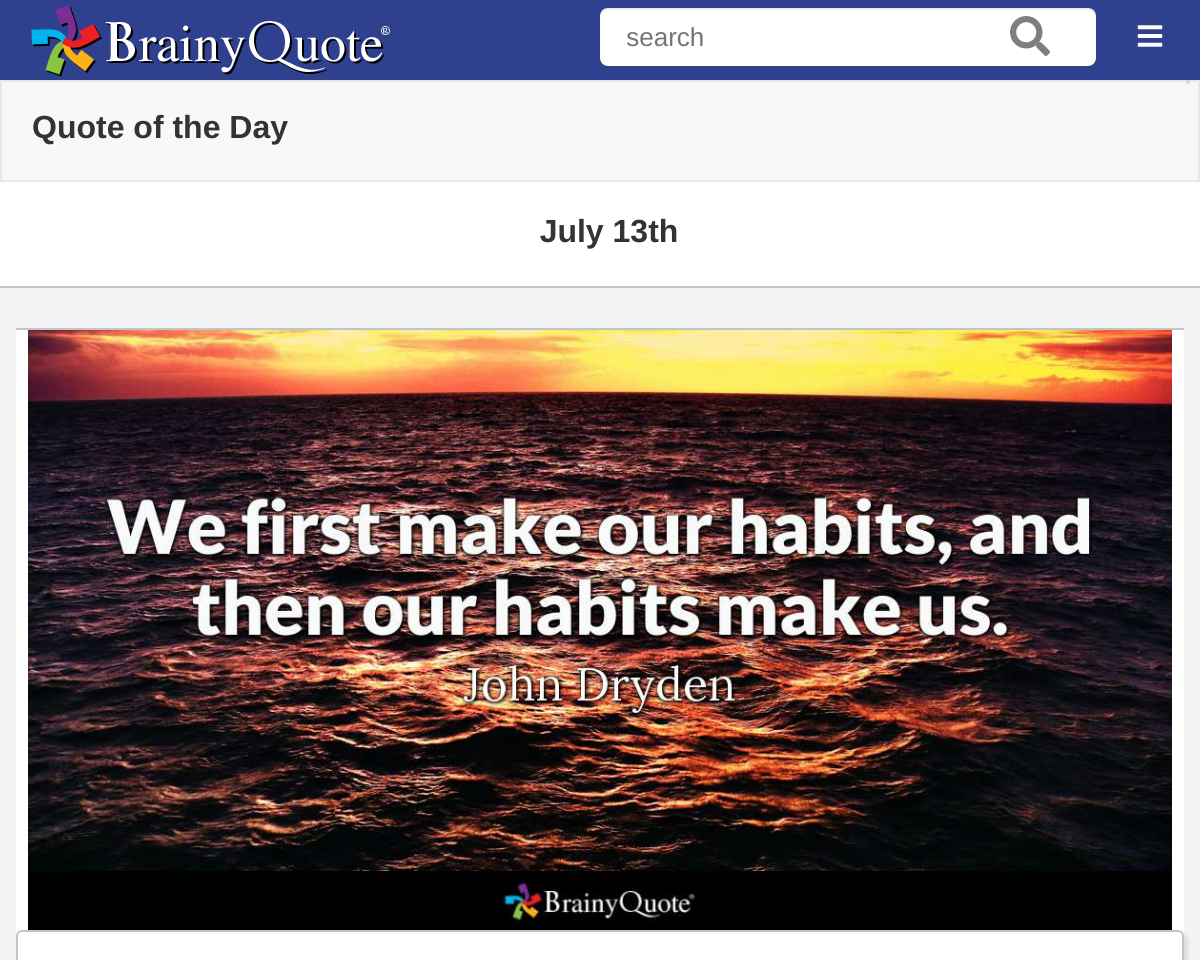 BrainyQuote®
search
Quote of the Day
July 13th
We first make our habits, and
then our habits make us.
John Dryden
BrainyQuote®